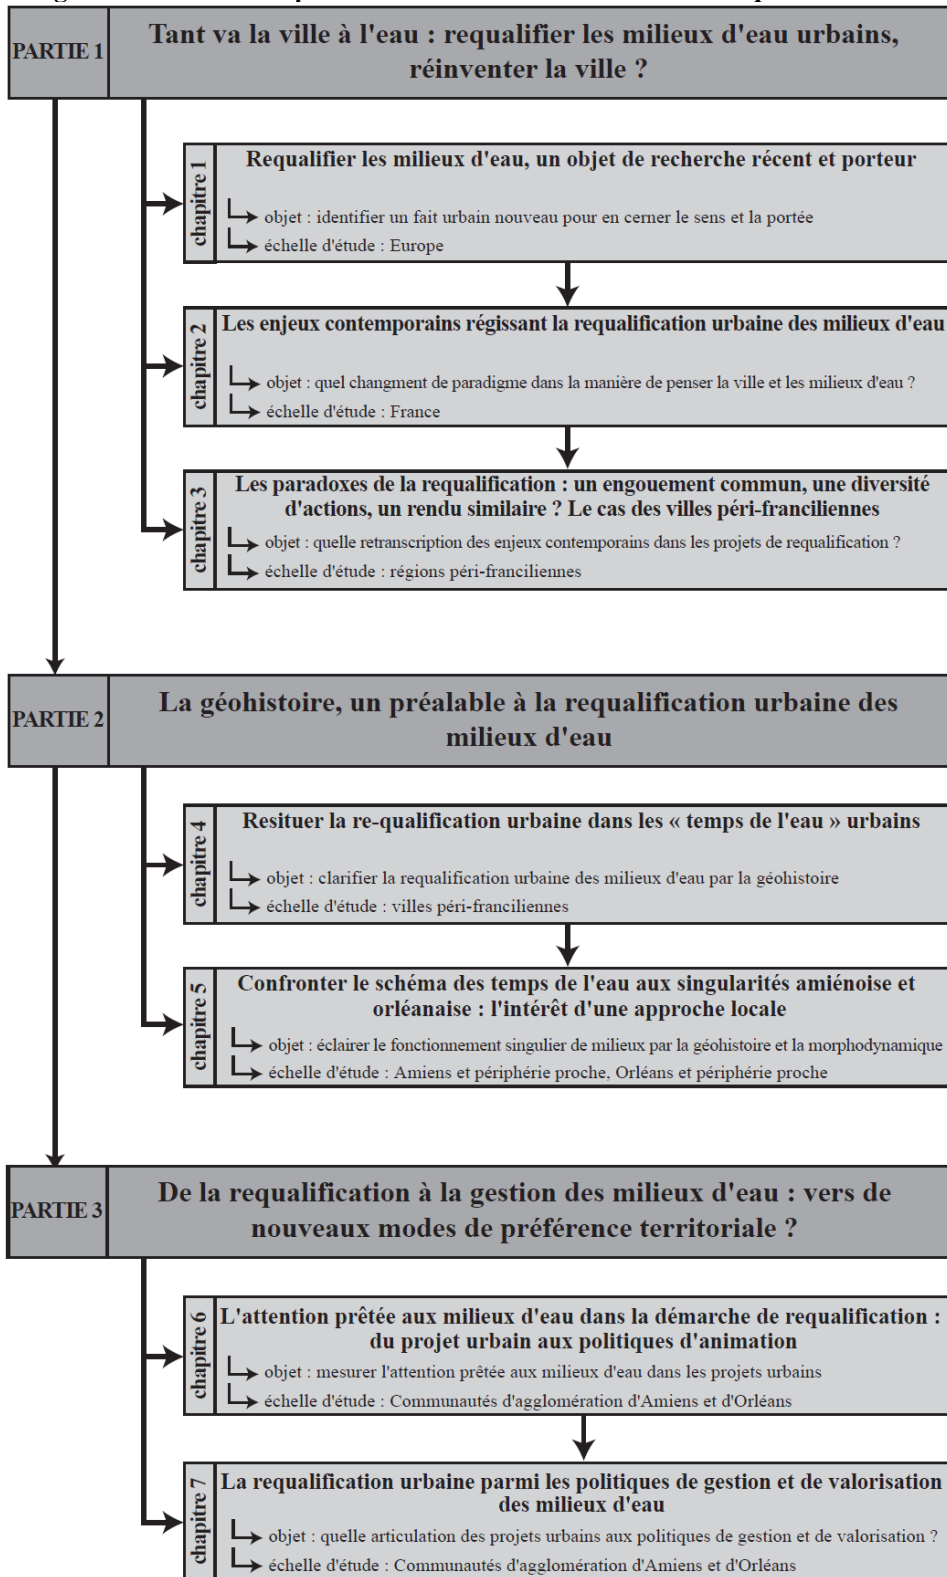 PARTIE 1
Tant va la ville à l'eau : requalifier les milieux d'eau urbains,
réinventer la ville ?
chapitre 1
Requalifier les milieux d'eau, un objet de recherche récent et porteur
objet : identifier un fait urbain nouveau pour en cerner le sens et la portée
échelle d'étude : Europe
chapitre 2
Les enjeux contemporains régissant la requalification urbaine des milieux d'eau
objet : quel changment de paradigme dans la manière de penser la ville et les milieux d'eau ?
échelle d'étude : France
chapitre 3
Les paradoxes de la requalification : un engouement commun, une diversité
d'actions, un rendu similaire ? Le cas des villes péri-franciliennes
objet : quelle retranscription des enjeux contemporains dans les projets de requalification ?
échelle d'étude : régions péri-franciliennes
PARTIE 2
La géohistoire, un préalable à la requalification urbaine des
milieux d'eau
chapitre 4
Resituer la re-qualification urbaine dans les « temps de l'eau » urbains
objet : clarifier la requalification urbaine des milieux d'eau par la géohistoire
échelle d'étude : villes péri-franciliennes
chapitre 5
Confronter le schéma des temps de l'eau aux singularités amiénoise et
orléanaise : l'intérêt d'une approche locale
objet : éclairer le fonctionnement singulier de milieux par la géohistoire et la morphodynamique
échelle d'étude : Amiens et périphérie proche, Orléans et périphérie proche
PARTIE 3
De la requalification à la gestion des milieux d'eau : vers de
nouveaux modes de préférence territoriale ?
chapitre 6
L'attention prêtée aux milieux d'eau dans la démarche de requalification :
du projet urbain aux politiques d'animation
objet : mesurer l'attention prêtée aux milieux d'eau dans les projets urbains
échelle d'étude : Communautés d'agglomération d'Amiens et d'Orléans
chapitre 7
La requalification urbaine parmi les politiques de gestion et de valorisation
des milieux d'eau
objet : quelle articulation des projets urbains aux politiques de gestion et de valorisation ?
échelle d'étude : Communautés d'agglomération d'Amiens et d'Orléans